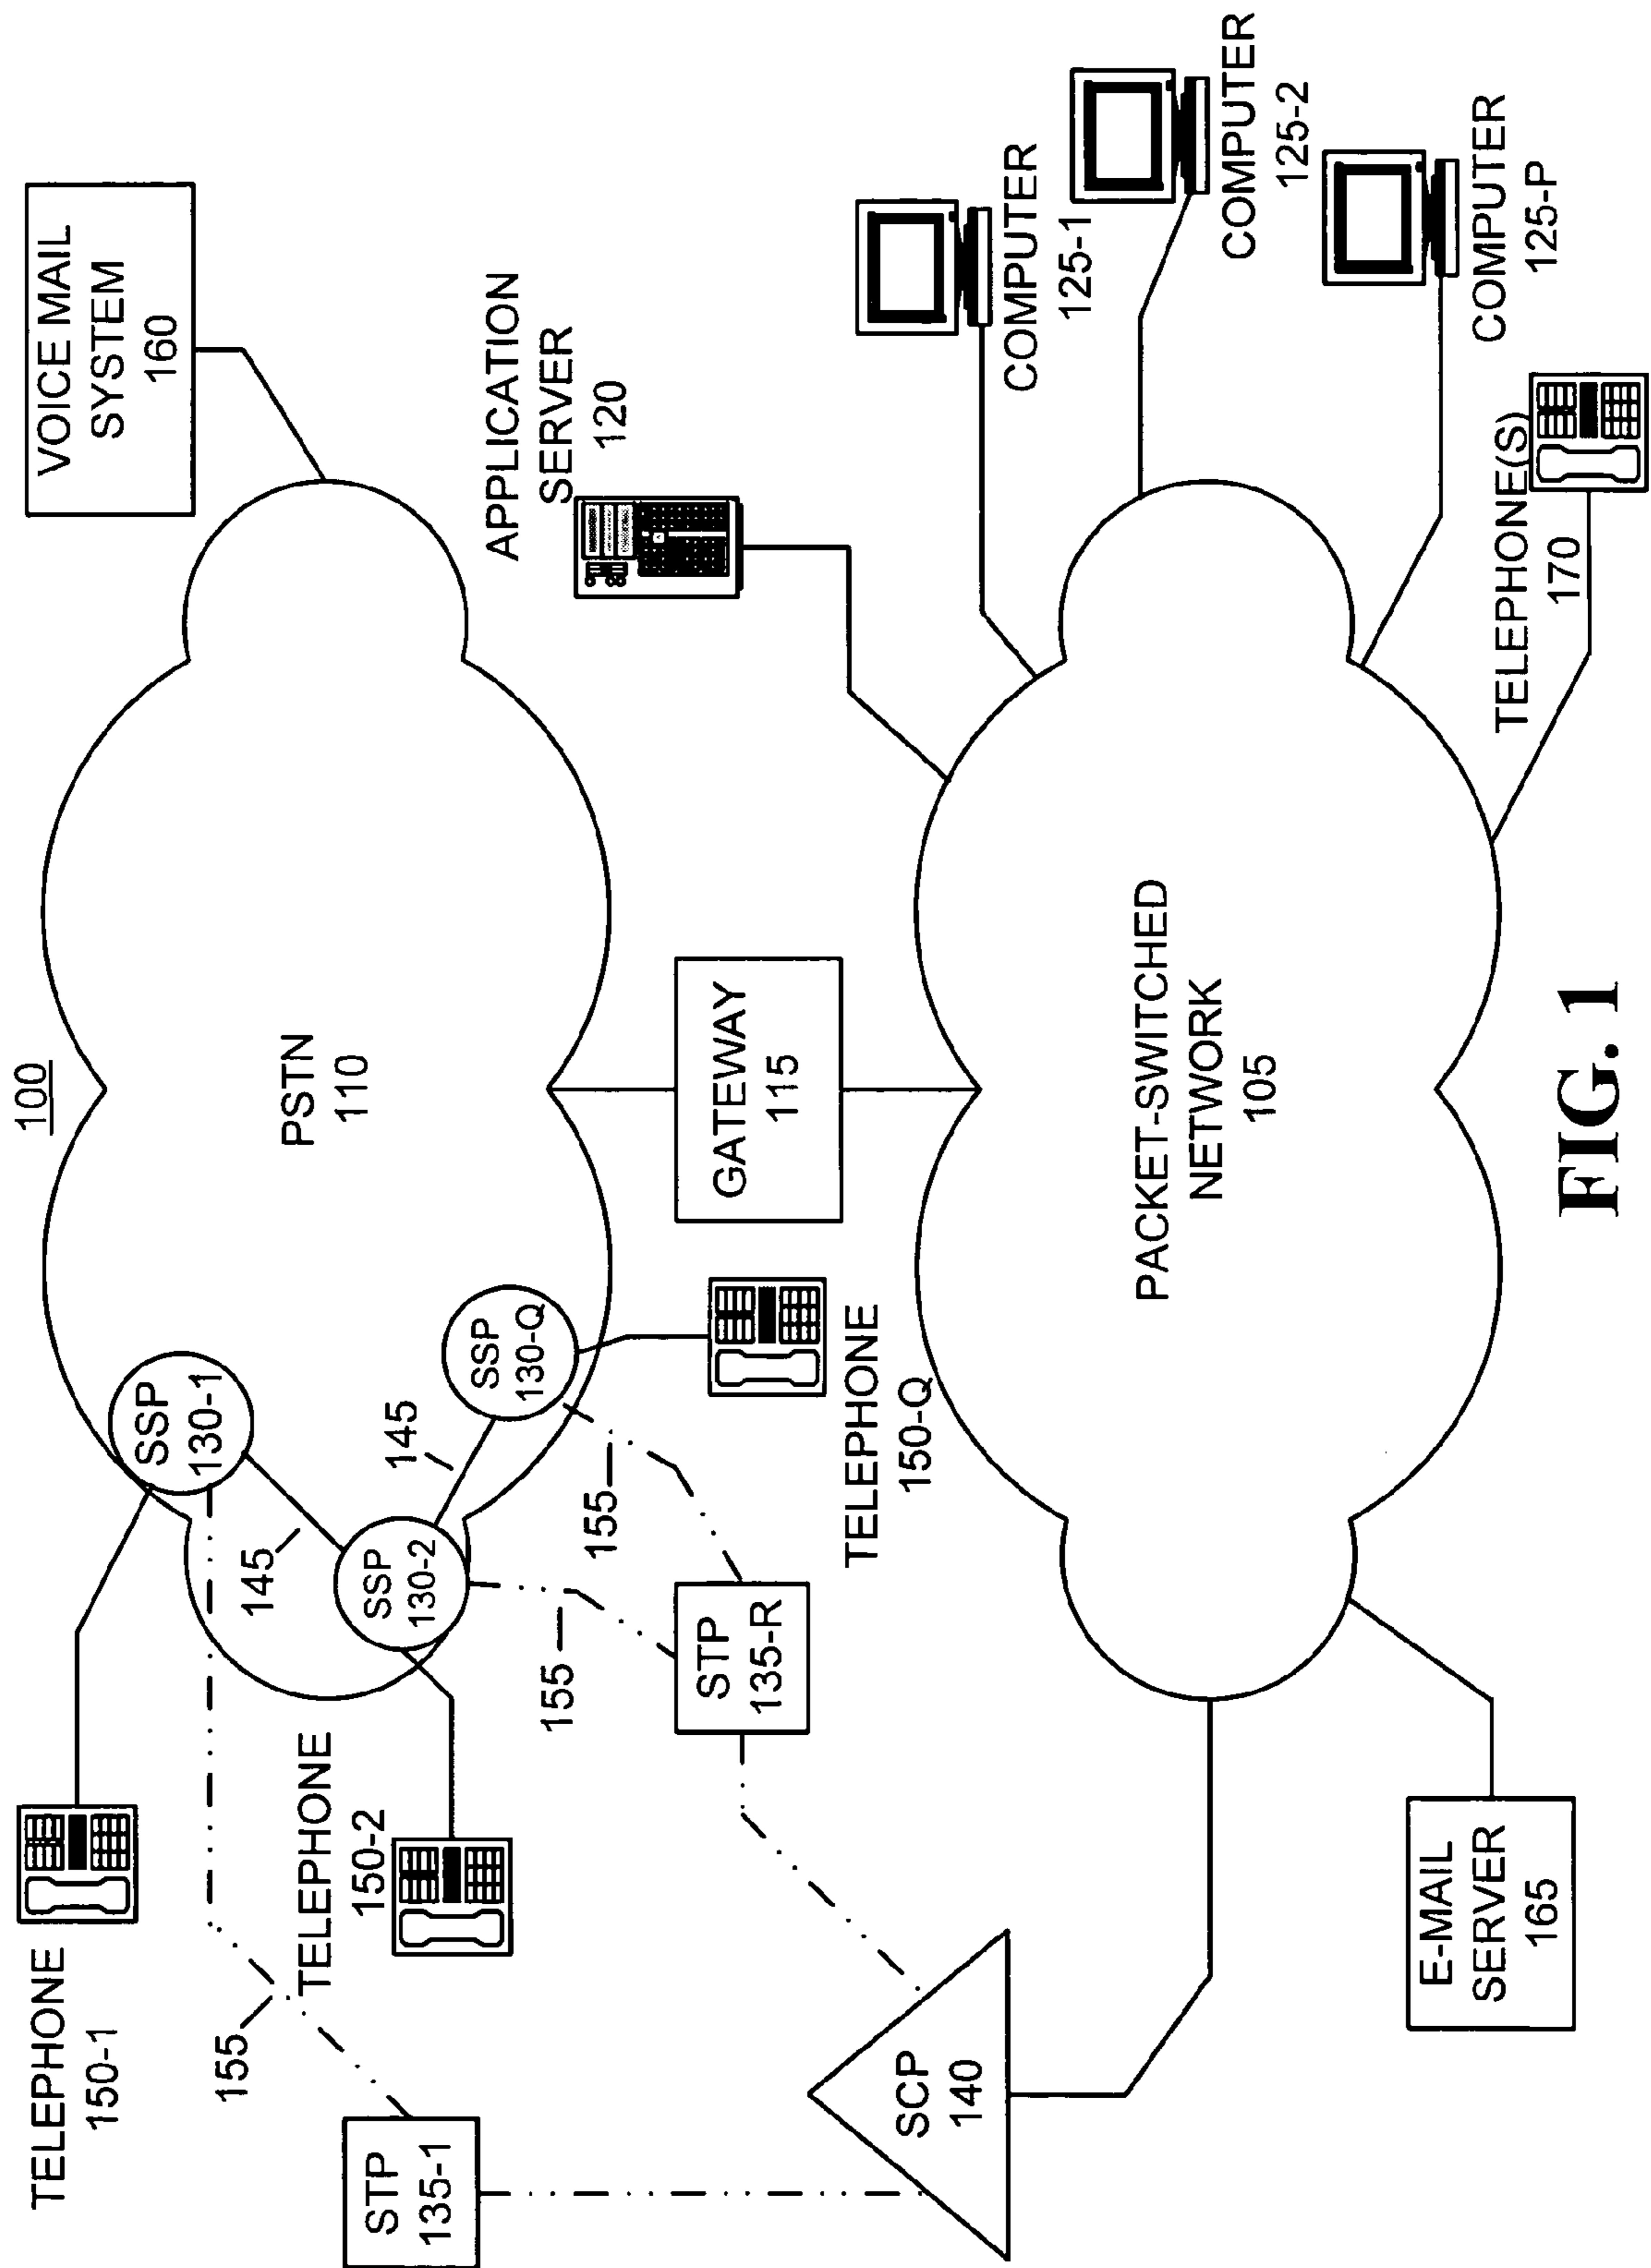 100
VOICE MAIL
SYSTEM
160
TELEPHONE
150-1
SSP
130-1
PSTN
110
155
145
STP
135-1
TELEPHONE
150-2
SSP
130-2
145
SSP
130-Q
APPLICATION
SERVER
120
155
155
STP
135-R
TELEPHONE
150-Q
GATEWAY
115
SCP
140
COMPUTER
125-1
COMPUTER
125-2
PACKET-SWITCHED
NETWORK
105
COMPUTER
125-P
E-MAIL
SERVER
165
TELEPHONE(S)
170
FIG. 1